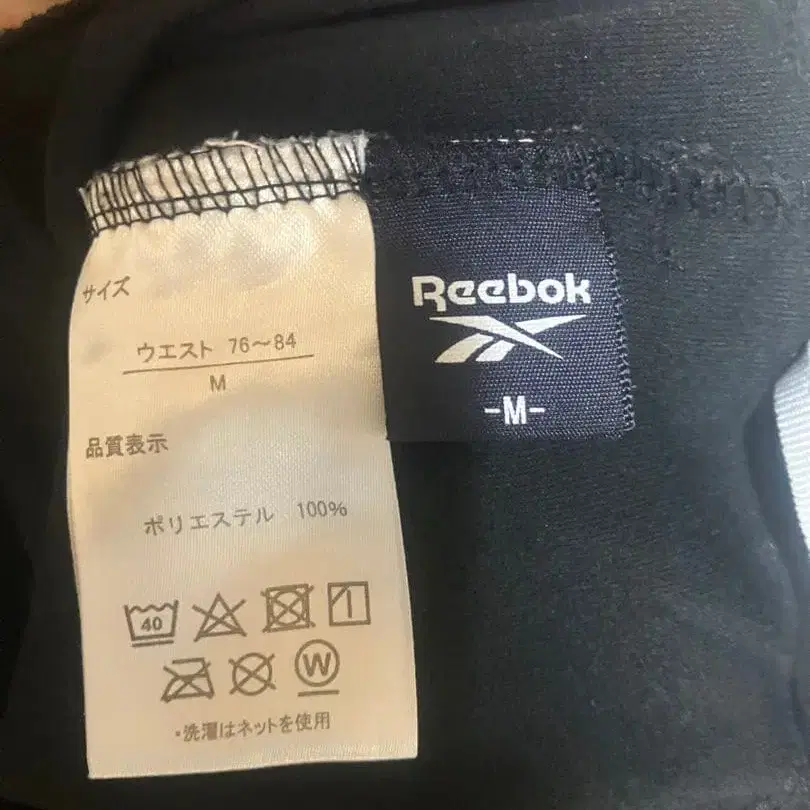 サイズ
ウエスト 76〜84
M
品質表示
ポリエステル 100%
40
W
・洗濯はネットを使用
Reebok
-M-